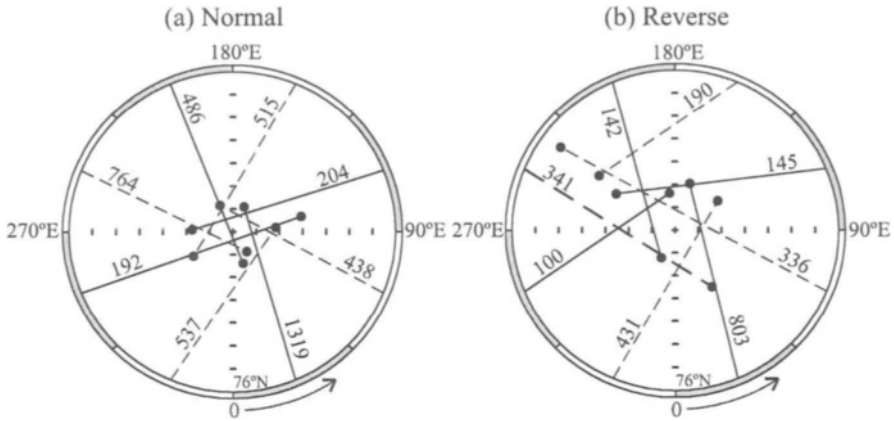 (a) Normal
(b) Reverse
180ºE
486
515
764
204
270ºE
90ºE
192
438
537
1319
76ºN
0
180ºE
142
190
341
145
270ºE
90ºE
100
336
431
803
76ºN
0